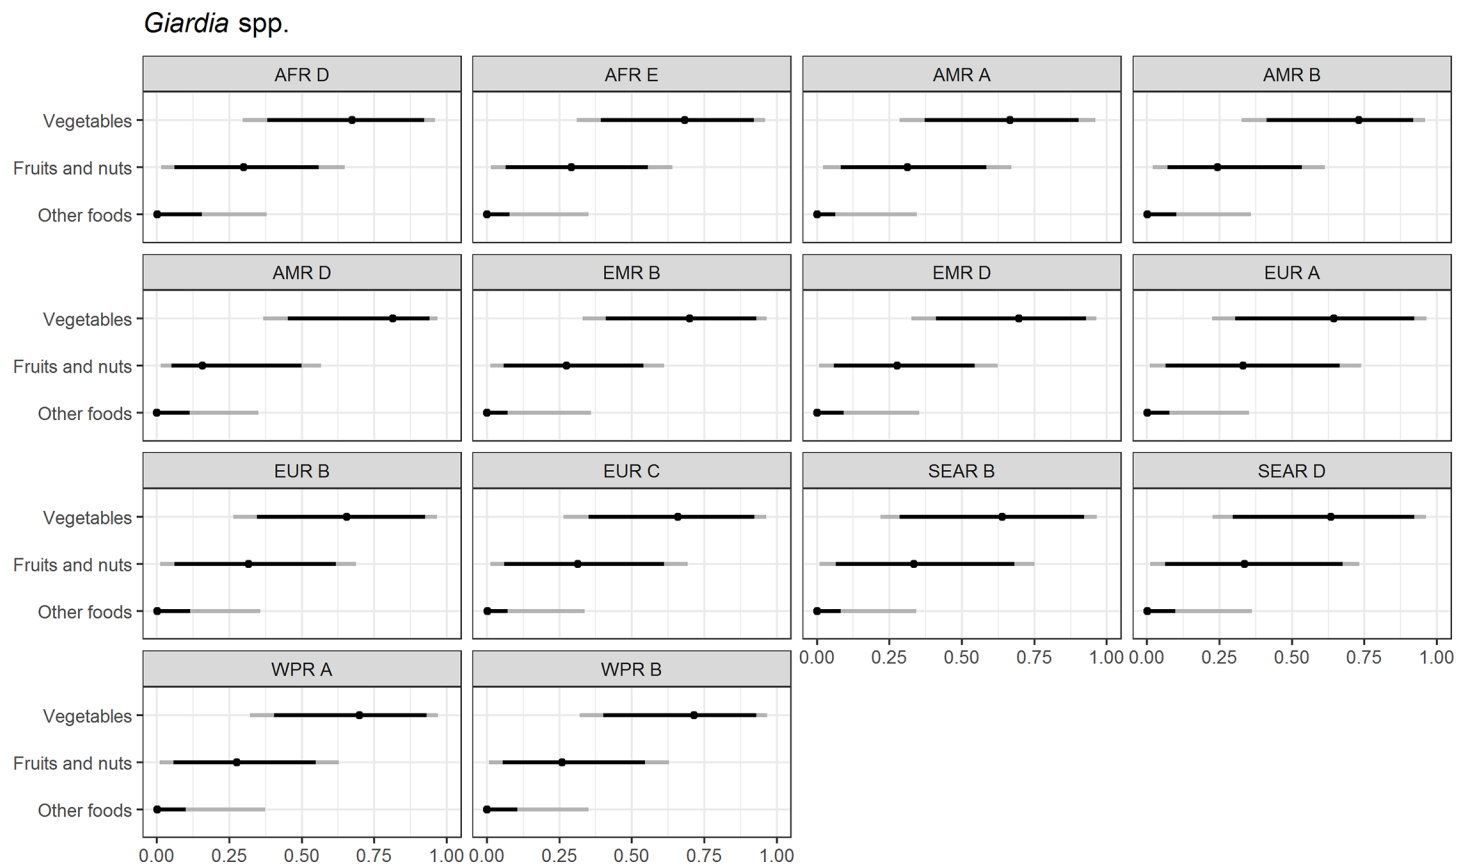 Giardia spp.
AFR D
AFR E
AMR A
AMR B
Vegetables
Fruits and nuts
Other foods
AMR D
EMR B
EMR D
EUR A
Vegetables
Fruits and nuts
Other foods
EUR B
EUR C
SEAR B
SEAR D
Vegetables
Fruits and nuts
Other foods
0.00 0.25 0.50 0.75 1.00
0.00 0.25 0.50 0.75 1.00
WPR A
WPR B
Vegetables
Fruits and nuts
Other foods
0.00 0.25 0.50 0.75 1.00
0.00 0.25 0.50 0.75 1.00